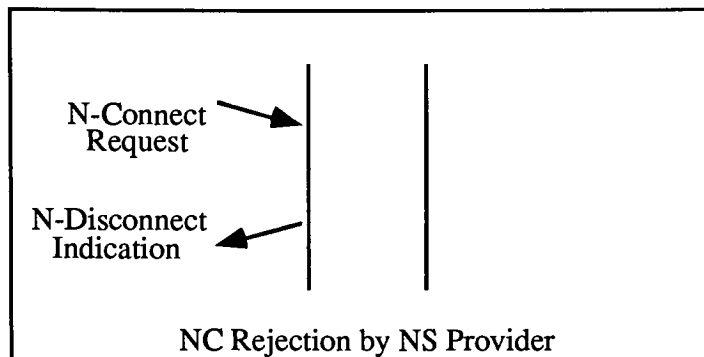 N-Connect
Request
N-Disconnect
Indication
NC Rejection by NS Provider